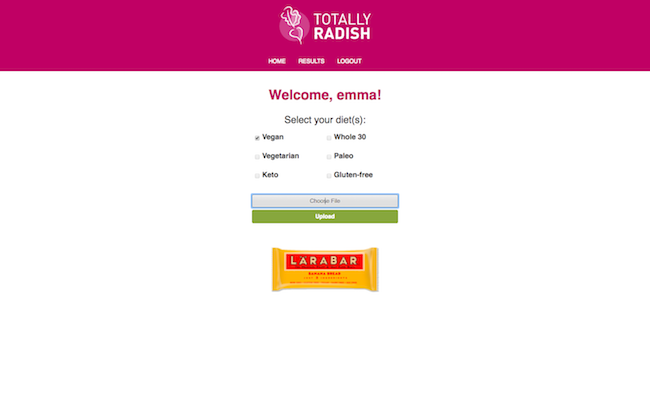 TOTALLY
RADISH
HOME RESULTS LOGOUT
Welcome, emma!
Select your diet(s):
Vegan Whole 30
Vegetarian Paleo
Keto Gluten-free
Choose File
Upload
LÄRABAR
BANANA BREAD